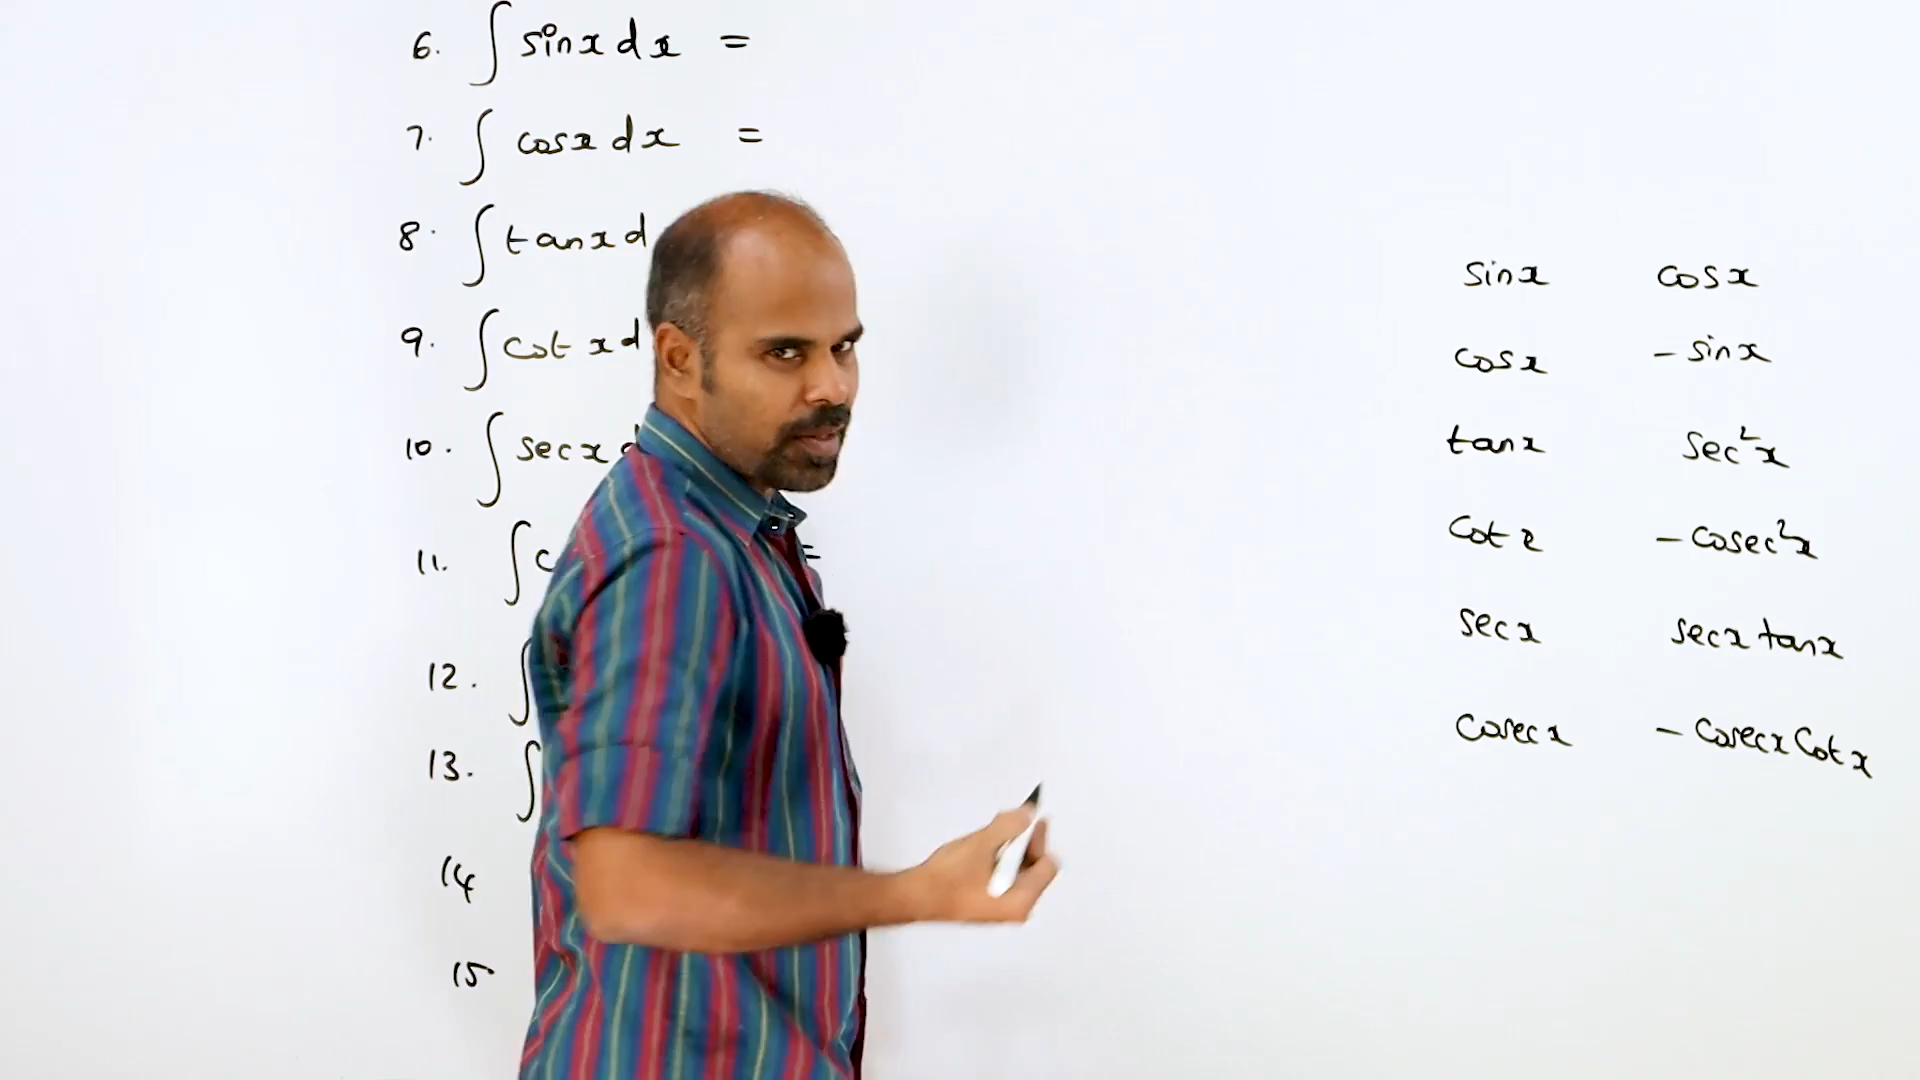 6. ∫ sinx dx =
7. ∫ cosx dx =
8. ∫ tanx d
9. ∫ cot x d
10. ∫ secx d
11. ∫ c =
12. ∫
13. ∫
14
15
sinx cosx
cosx - sinx
tanx sec²x
cotx - cosec²x
secx secx tanx
cosecx - cosecx cotx